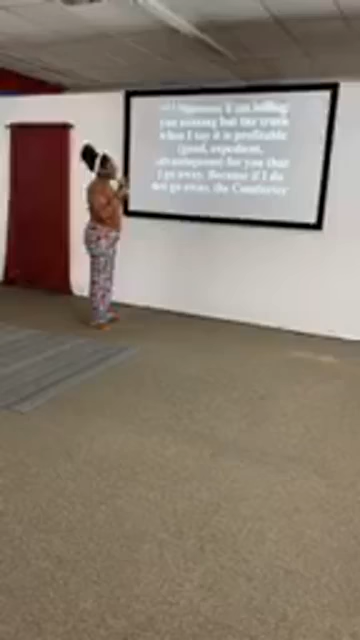 I am telling
you nothing but the truth
when I say it is profitable
(good, expedient,
advantageous) for you that
I go away. Because if I do
not go away, the Comforter